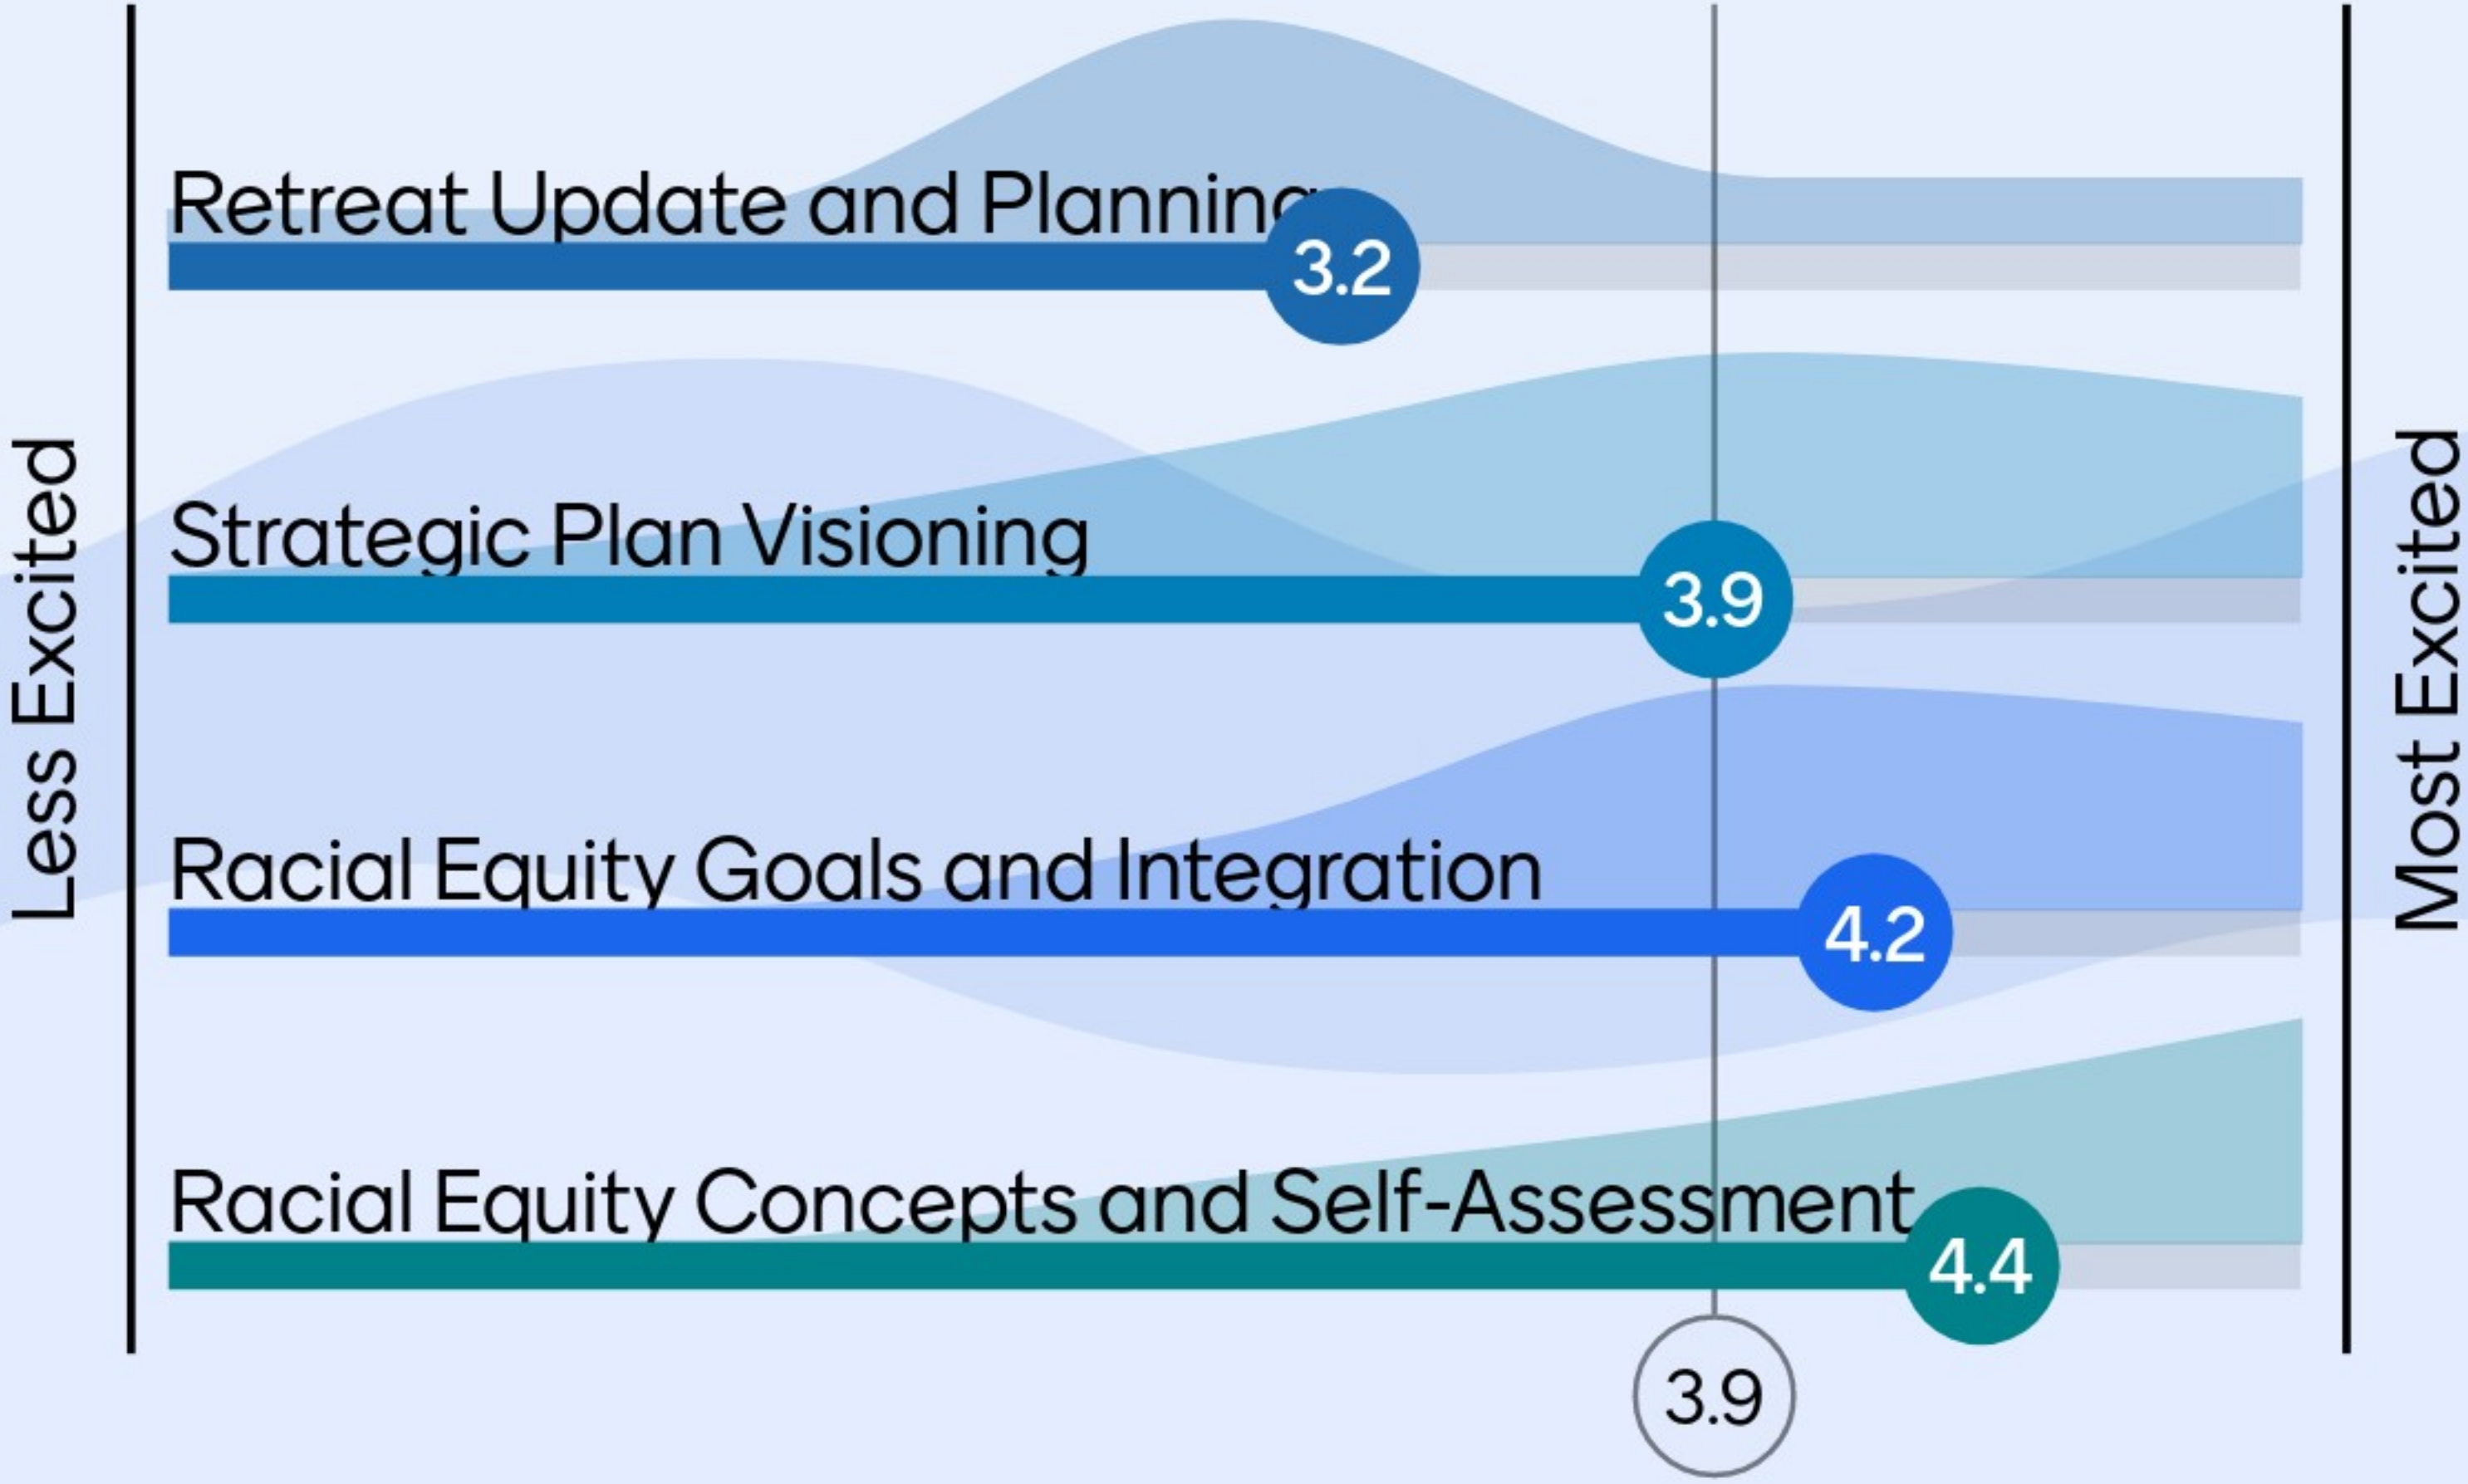 Less Excited
Retreat Update and Planning
3.2
Strategic Plan Visioning
3.9
Racial Equity Goals and Integration
4.2
Racial Equity Concepts and Self-Assessment
4.4
3.9
Most Excited